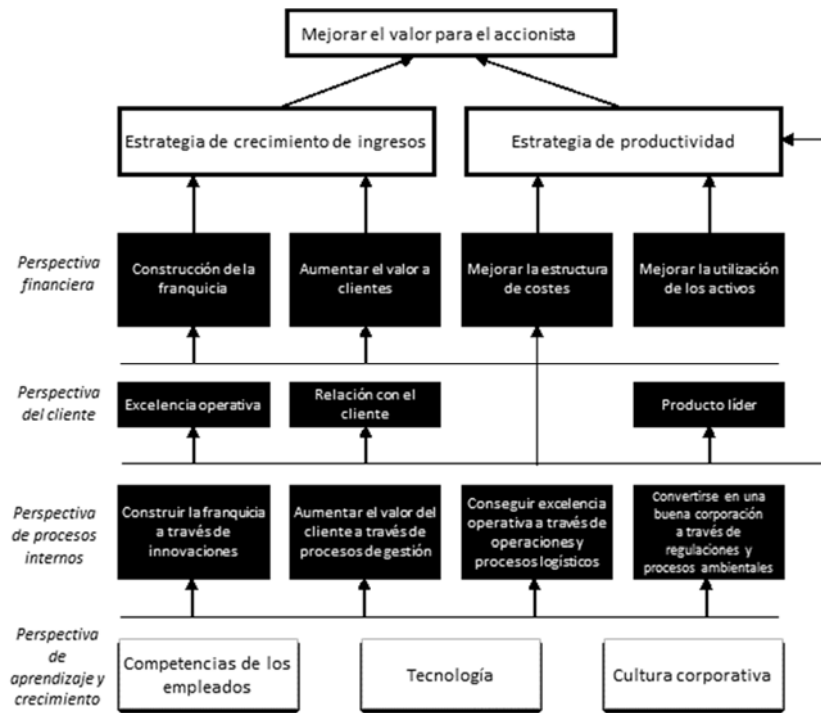 Mejorar el valor para el accionista
Estrategia de crecimiento de ingresos
Estrategia de productividad
Perspectiva
financiera
Construcción de la
franquicia
Aumentar el valor a
clientes
Mejorar la estructura
de costes
Mejorar la utilización
de los activos
Perspectiva
del cliente
Excelencia operativa
Relación con el
cliente
Producto líder
Perspectiva
de procesos
internos
Construir la franquicia
a través de
innovaciones
Aumentar el valor del
cliente a través de
procesos de gestión
Conseguir excelencia
operativa a través de
operaciones y
procesos logísticos
Convertirse en una
buena corporación
a través de
regulaciones y
procesos ambientales
Perspectiva
de
aprendizaje y
crecimiento
Competencias de los
empleados
Tecnología
Cultura corporativa